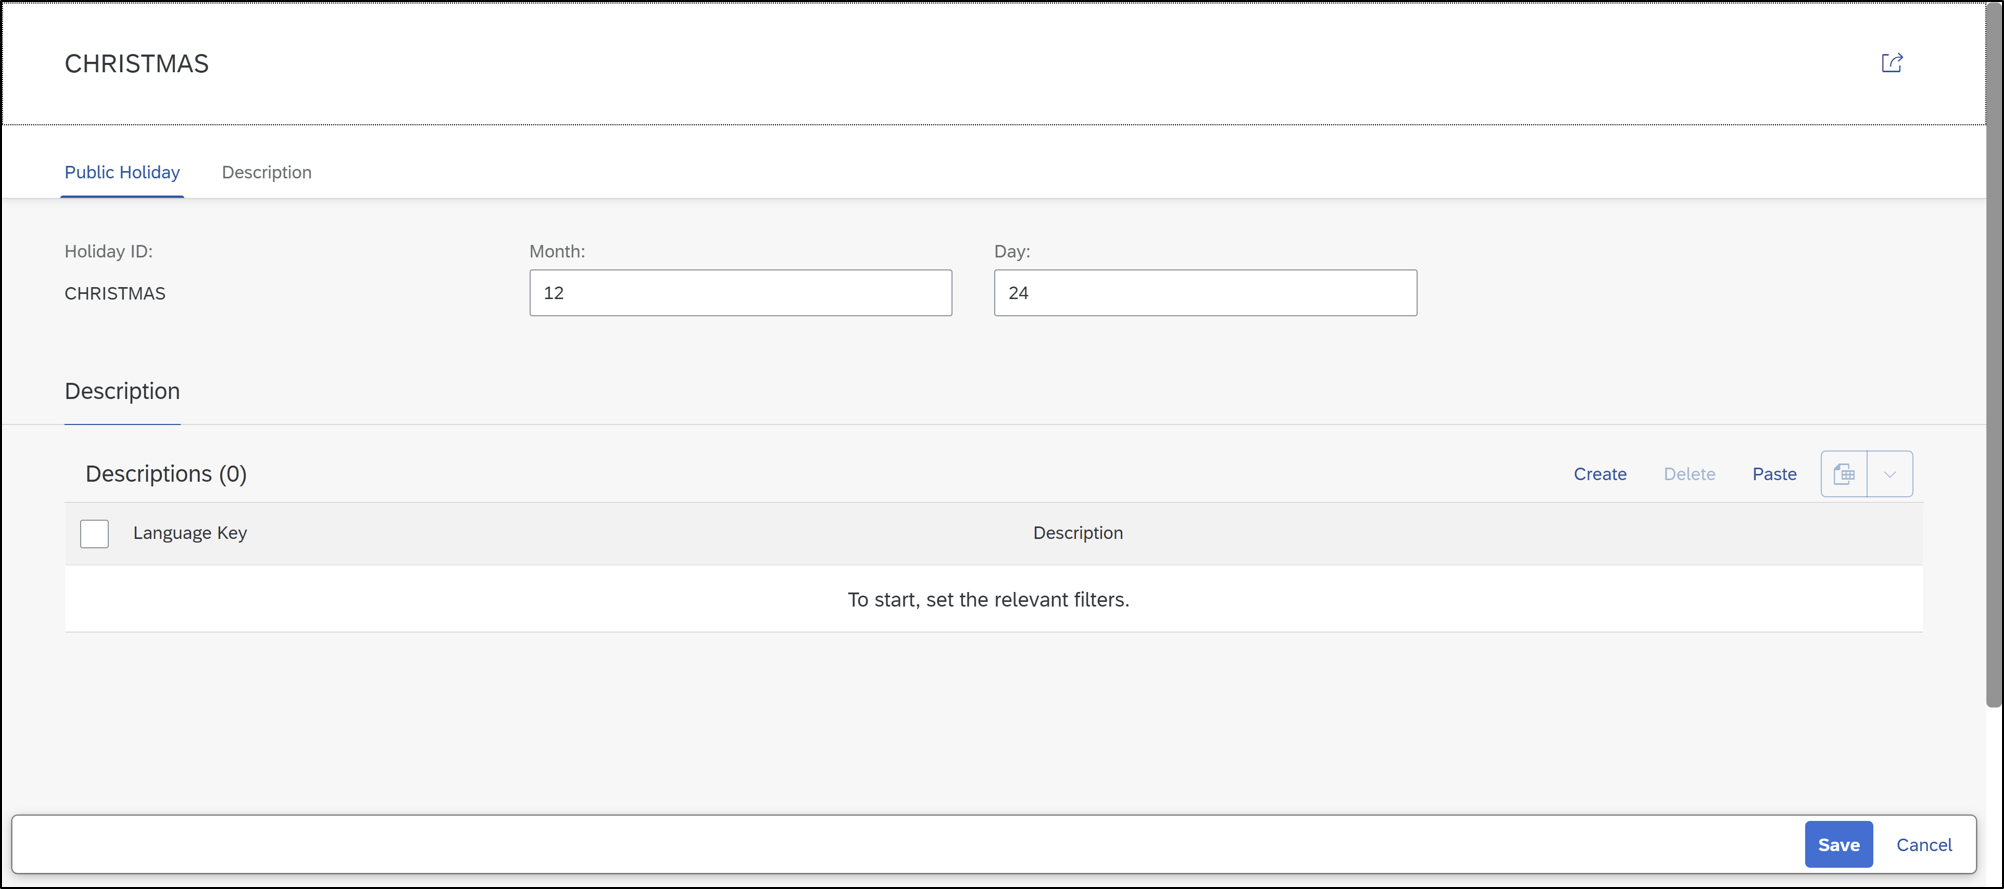 CHRISTMAS
Public Holiday Description
Holiday ID: Month: Day:
CHRISTMAS 12 24
Description
Descriptions (0) Create Delete Paste
Language Key Description
To start, set the relevant filters.
Save Cancel